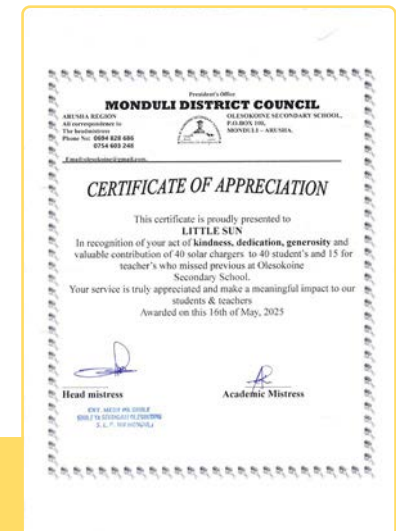 President's Office
MONDULI DISTRICT COUNCIL
ARUSHA REGION
All correspondence to
The headmistress
Phone No: 0694 828 686
0754 603 248
Email:olesokoine@gmail.com.
OLESKOINE SECONDARY SCHOOL,
P.O.BOX 108,
MONDULI – ARUSHA.
CERTIFICATE OF APPRECIATION
This certificate is proudly presented to
LITTLE SUN
In recognition of your act of kindness, dedication, generosity and
valuable contribution of 40 solar chargers to 40 student's and 15 for
teacher's who missed previous at Olesokoine
Secondary School.
Your service is truly appreciated and make a meaningful impact to our
students & teachers
Awarded on this 16th of May, 2025
Head mistress
Academic Mistress